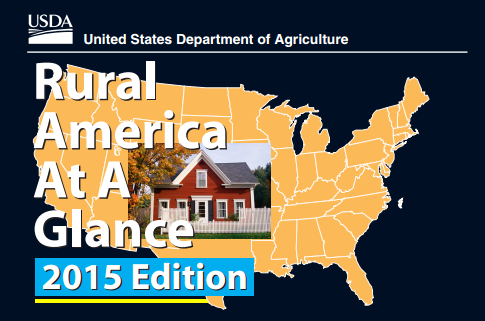 USDA
United States Department of Agriculture
Rural
America
At A
Glance
2015 Edition